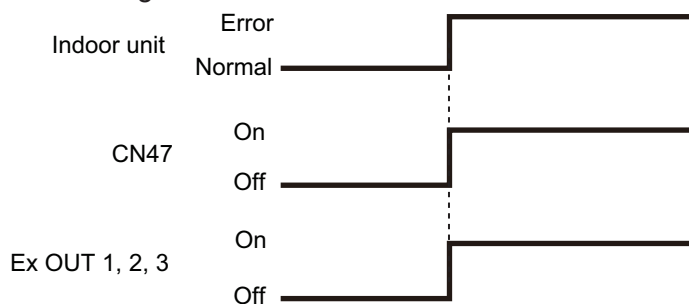 Error
Indoor unit
Normal
On
CN47
Off
On
Ex OUT 1, 2, 3
Off